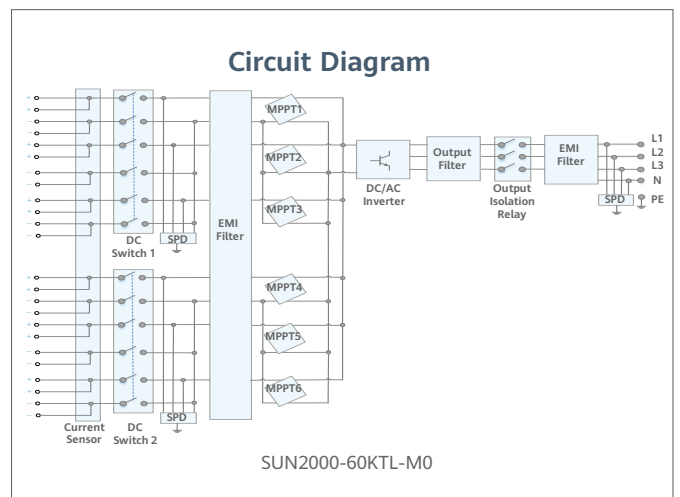 Circuit Diagram
MPPT1
MPPT2
MPPT3
MPPT4
MPPT5
MPPT6
EMI
Filter
DC
Switch 1
SPD
DC
Switch 2
SPD
Current
Sensor
DC/AC
Inverter
Output
Filter
Output
Isolation
Relay
EMI
Filter
L1
L2
L3
N
PE
SPD
SUN2000-60KTL-M0